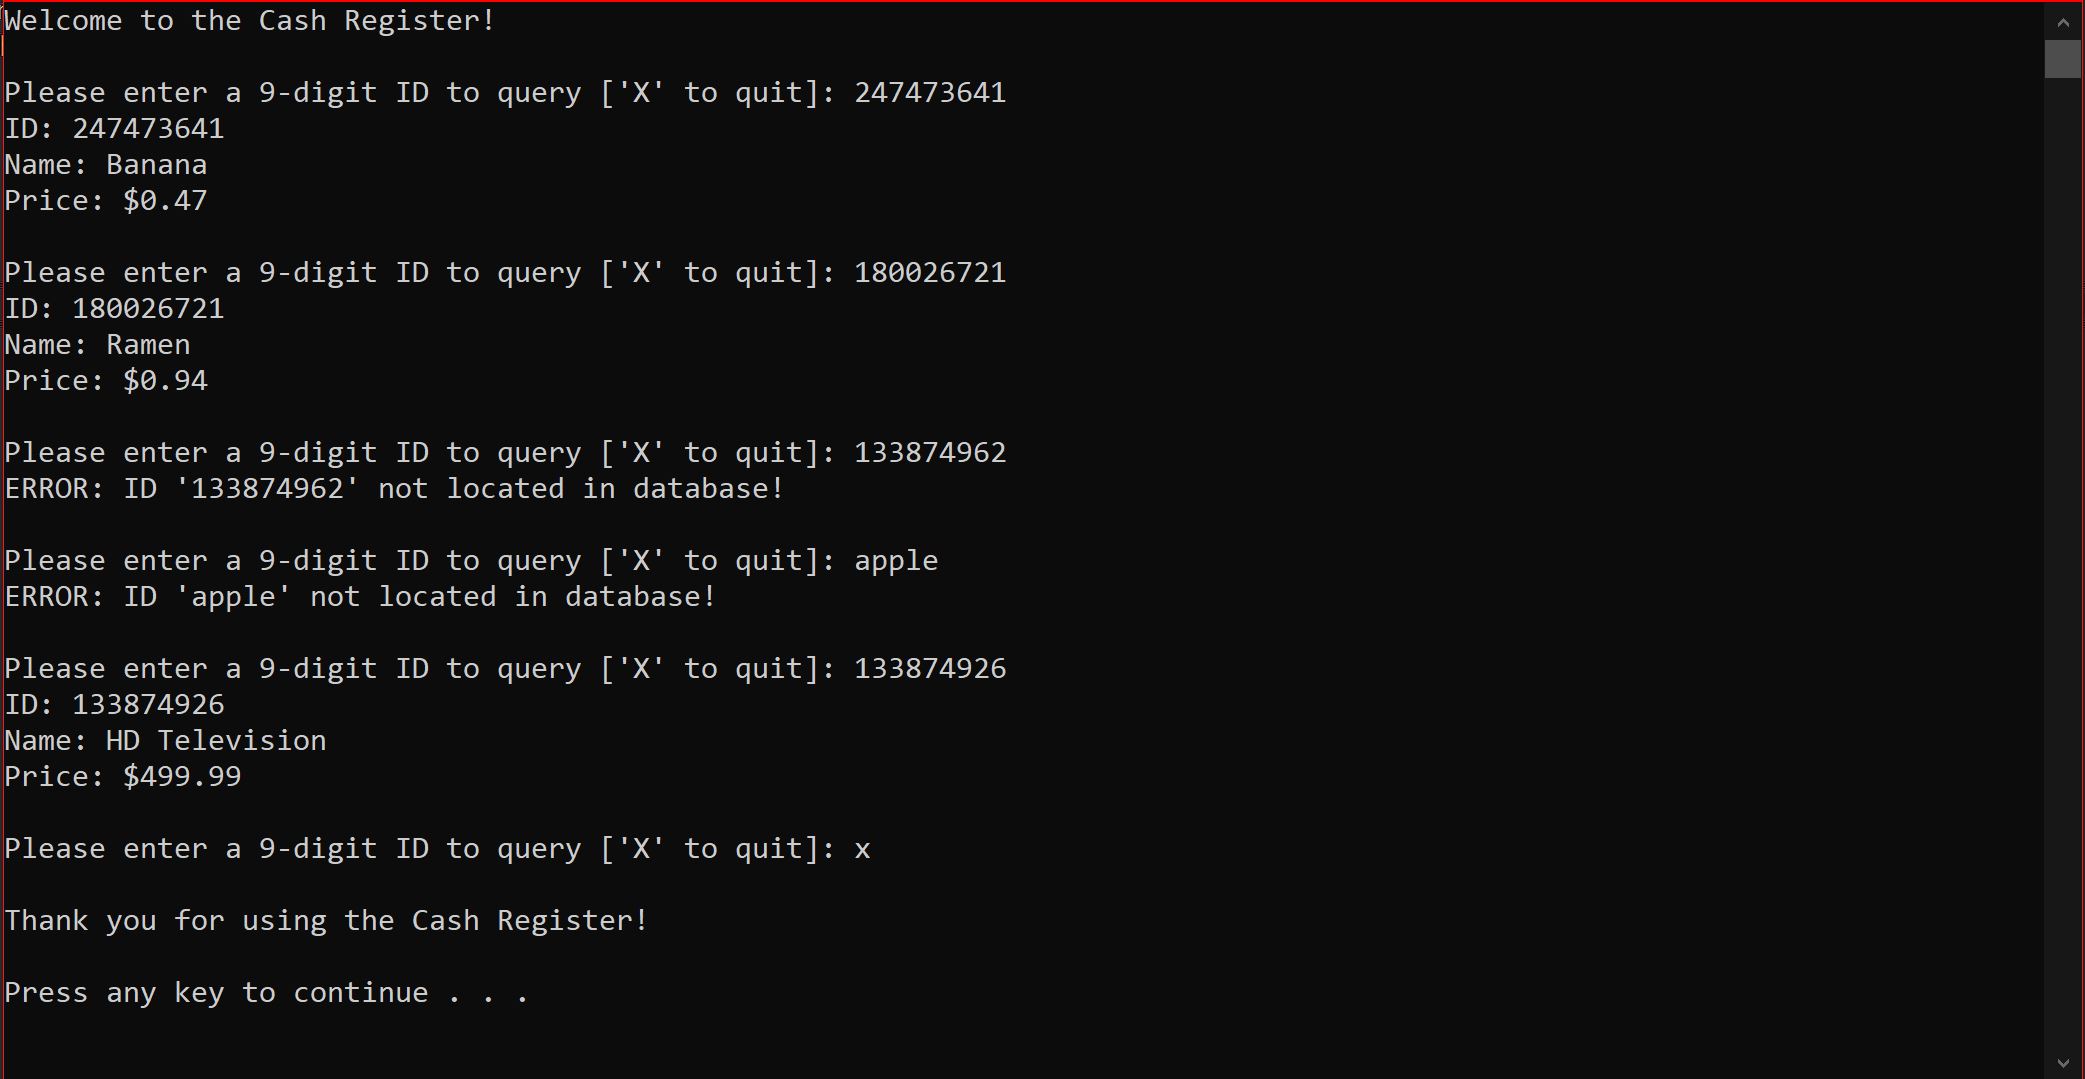 Welcome to the Cash Register!
Please enter a 9-digit ID to query ['X' to quit]: 247473641
ID: 247473641
Name: Banana
Price: $0.47
Please enter a 9-digit ID to query ['X' to quit]: 180026721
ID: 180026721
Name: Ramen
Price: $0.94
Please enter a 9-digit ID to query ['X' to quit]: 133874962
ERROR: ID '133874962' not located in database!
Please enter a 9-digit ID to query ['X' to quit]: apple
ERROR: ID 'apple' not located in database!
Please enter a 9-digit ID to query ['X' to quit]: 133874926
ID: 133874926
Name: HD Television
Price: $499.99
Please enter a 9-digit ID to query ['X' to quit]: x
Thank you for using the Cash Register!
Press any key to continue . . .